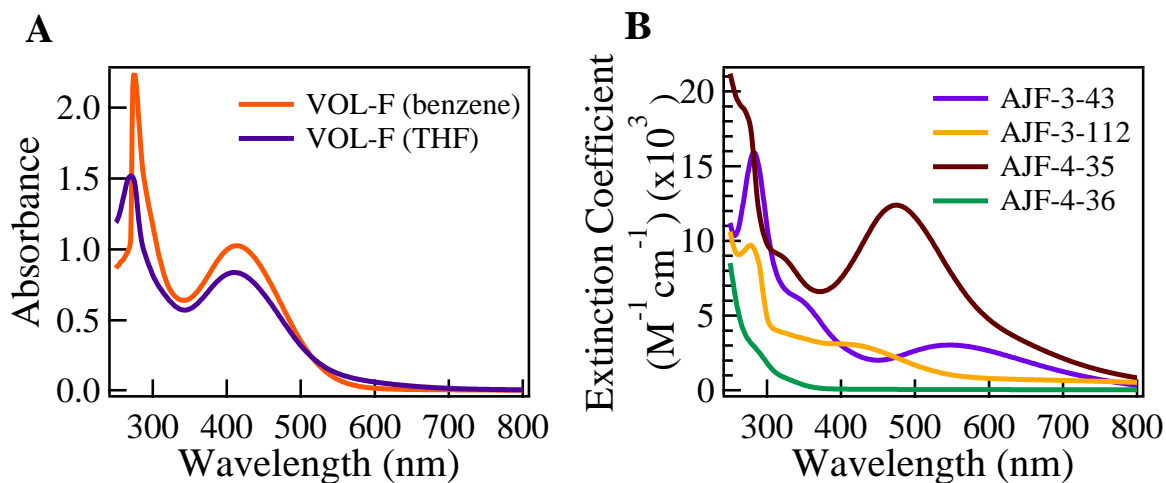 A
Absorbance
2.0
1.5
1.0
0.5
0.0
VOL-F (benzene)
VOL-F (THF)
300 400 500 600 700 800
Wavelength (nm)
B
Extinction Coefficient
(M⁻¹ cm⁻¹) (x10³)
20
15
10
5
0
AJF-3-43
AJF-3-112
AJF-4-35
AJF-4-36
300 400 500 600 700 800
Wavelength (nm)